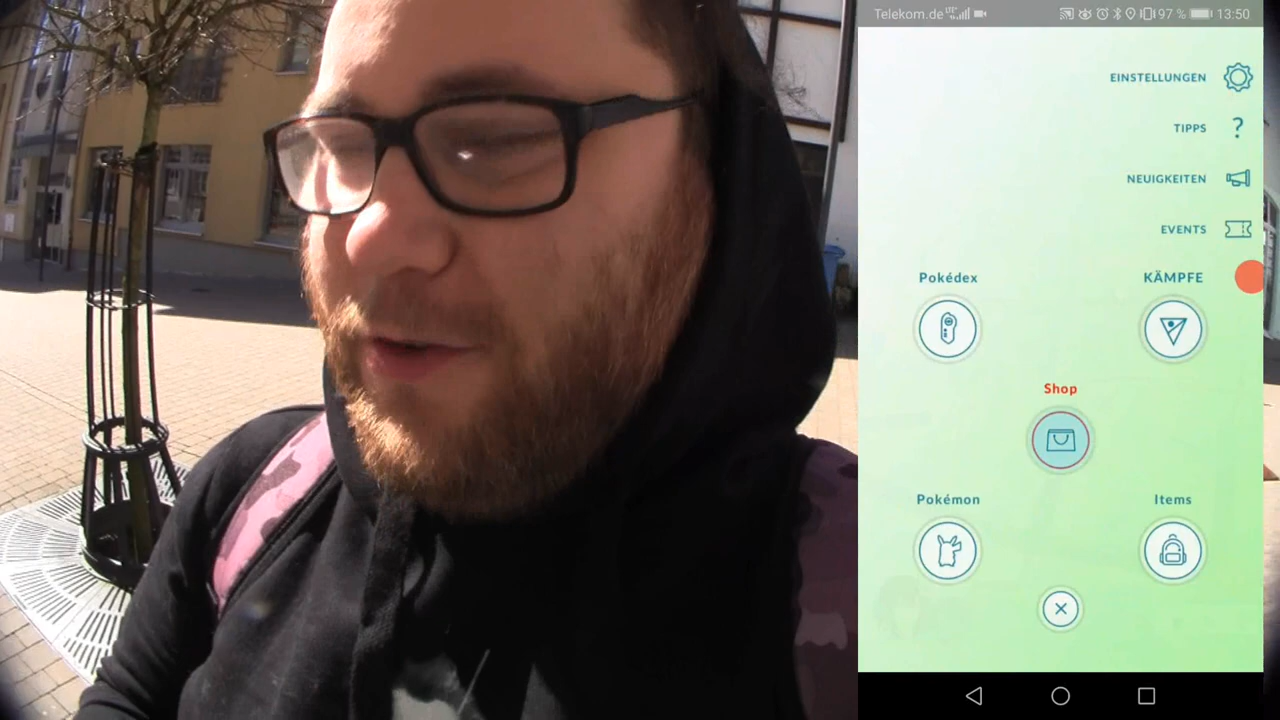 Telekom.de 97 % 13:50
EINSTELLUNGEN
TIPPS ?
NEUIGKEITEN
EVENTS
Pokédex KÄMPFE
Shop
Pokémon Items